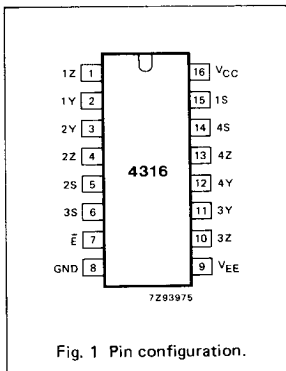 1Z 1 16 VCC
1Y 2 15 1S
2Y 3 14 4S
2Z 4 13 4Z
4316
2S 5 12 4Y
3S 6 11 3Y
E̅ 7 10 3Z
GND 8 9 VEE
7Z93975
Fig. 1 Pin configuration.